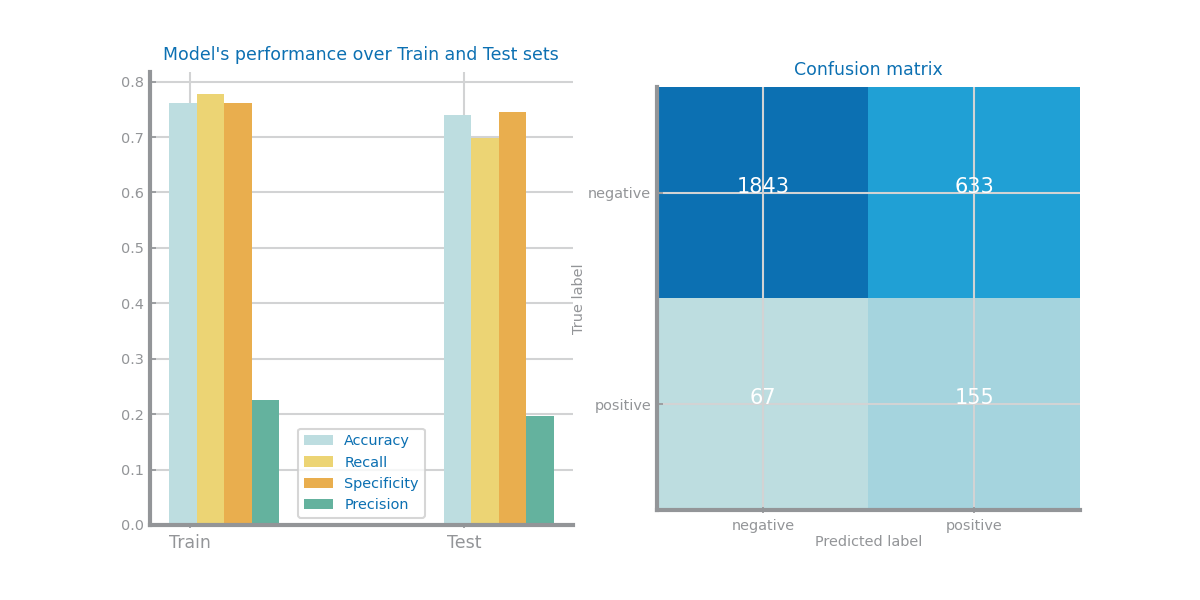 Model's performance over Train and Test sets
0.8
0.7
0.6
0.5
0.4
0.3
0.2
0.1
0.0
Train
Test
Accuracy
Recall
Specificity
Precision
Confusion matrix
True label
negative
positive
1843
633
67
155
negative
positive
Predicted label